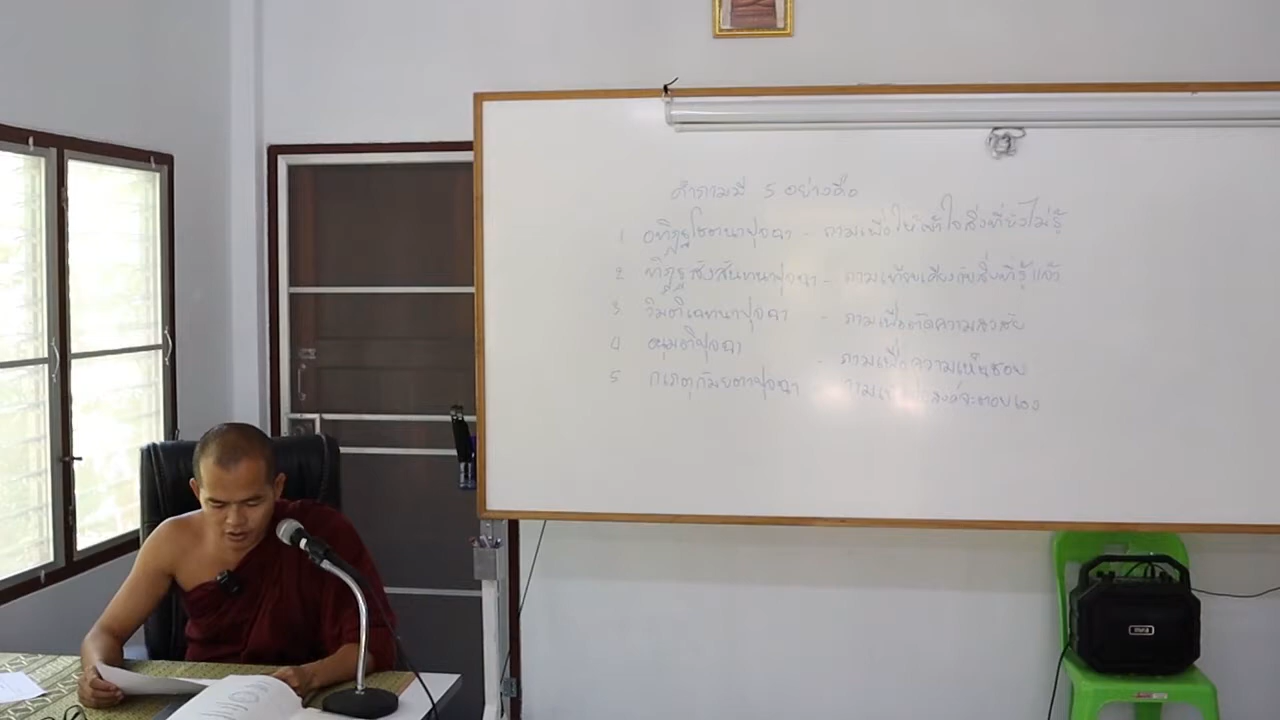 คำถามมี 5 อย่างคือ
1 อทิฏฺฐโชตนาปุจฉา - ถามเพื่อให้เข้าใจสิ่งที่ยังไม่รู้
2 ทิฏฺฐสังสันทนาปุจฉา - ถามเทียบเคียงกับสิ่งที่รู้แล้ว
3 วิมติเฉทนาปุจฉา - ถามเพื่อตัดความสงสัย
4 อนุมติปุจฉา - ถามเพื่อความเห็นชอบ
5 กเถตุกัมยตาปุจฉา - ถาม จะตอบเอง